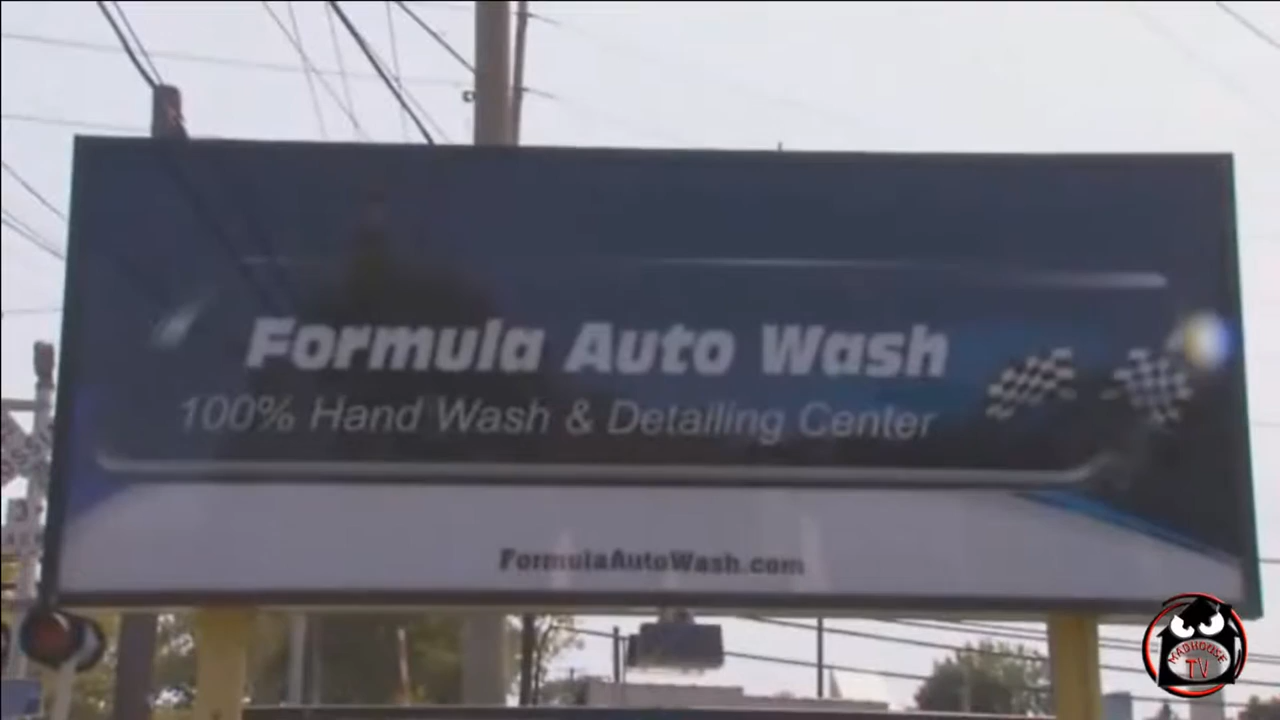 Formula Auto Wash
100% Hand Wash & Detailing Center
FormulaAutoWash.com
MADHOUSE
TV